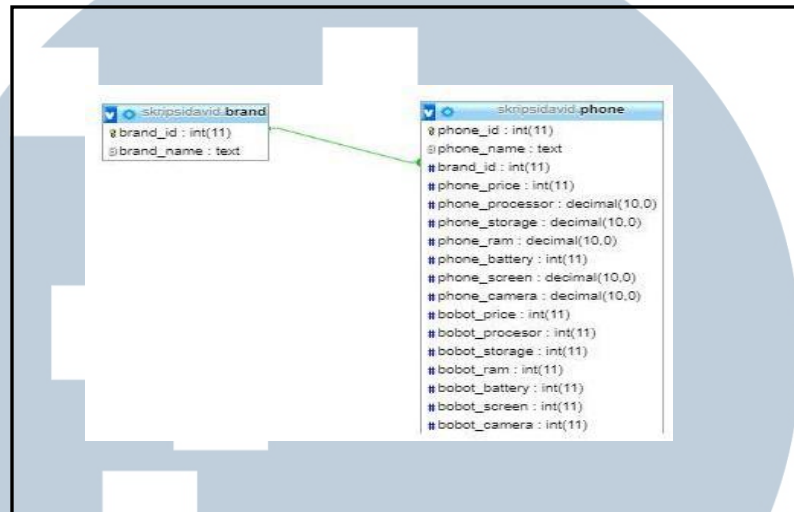 skripsidavid.brand
brand_id : int(11)
brand_name : text
skripsidavid.phone
phone_id : int(11)
phone_name : text
brand_id : int(11)
phone_price : int(11)
phone_processor : decimal(10,0)
phone_storage : decimal(10,0)
phone_ram : decimal(10,0)
phone_battery : int(11)
phone_screen : decimal(10,0)
phone_camera : decimal(10,0)
bobot_price : int(11)
bobot_procesor : int(11)
bobot_storage : int(11)
bobot_ram : int(11)
bobot_battery : int(11)
bobot_screen : int(11)
bobot_camera : int(11)